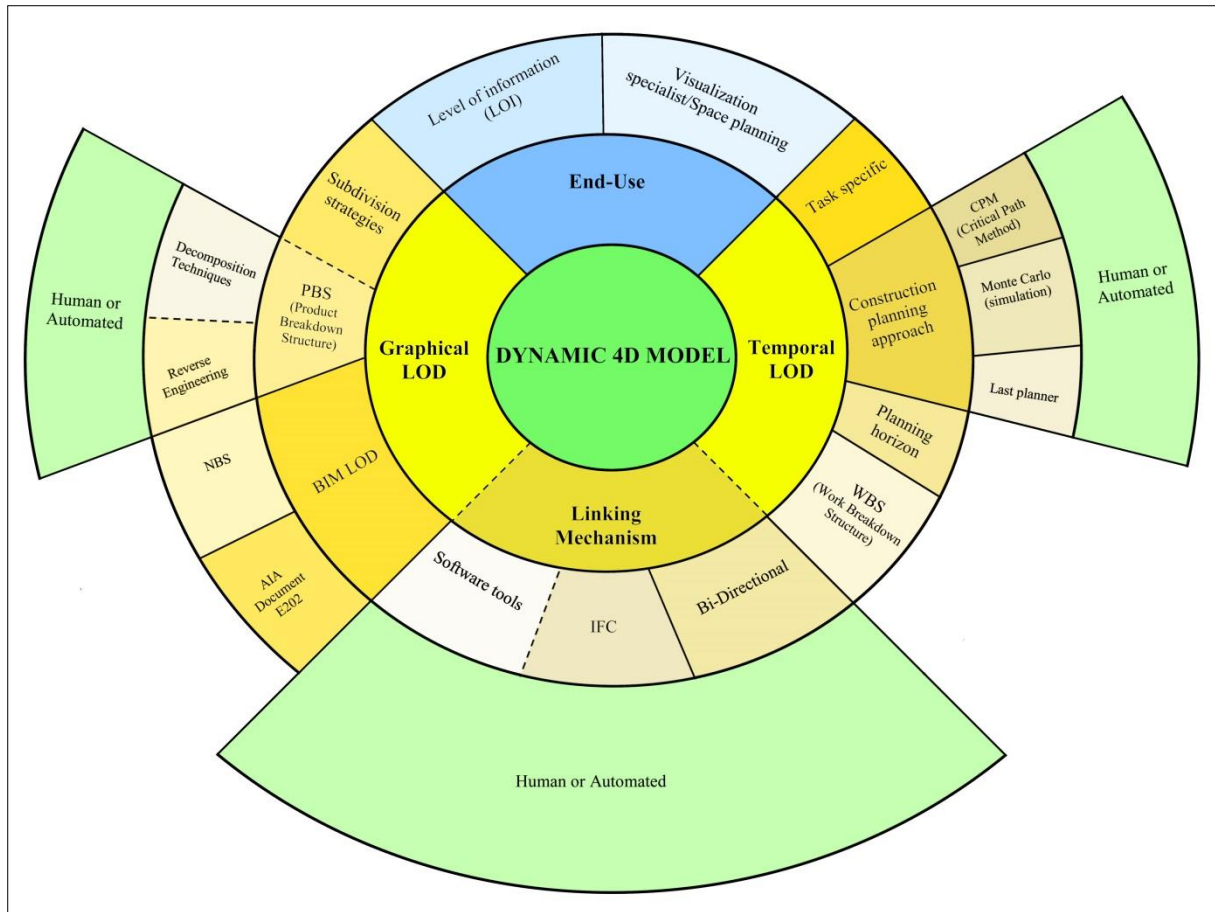 Level of information
(LOI)
Visualization
specialist/Space planning
End-Use
Subdivision
strategies
Task specific
Decomposition
Techniques
PBS
(Product
Breakdown
Structure)
Human or
Automated
Reverse
Engineering
Graphical
LOD
DYNAMIC 4D MODEL
Temporal
LOD
Construction
planning
approach
CPM
(Critical Path
Method)
Monte Carlo
(simulation)
Last planner
Human or
Automated
NBS
BIM LOD
AIA
Document
E202
Linking
Mechanism
Planning
horizon
WBS
(Work Breakdown
Structure)
Software tools
IFC
Bi-Directional
Human or Automated